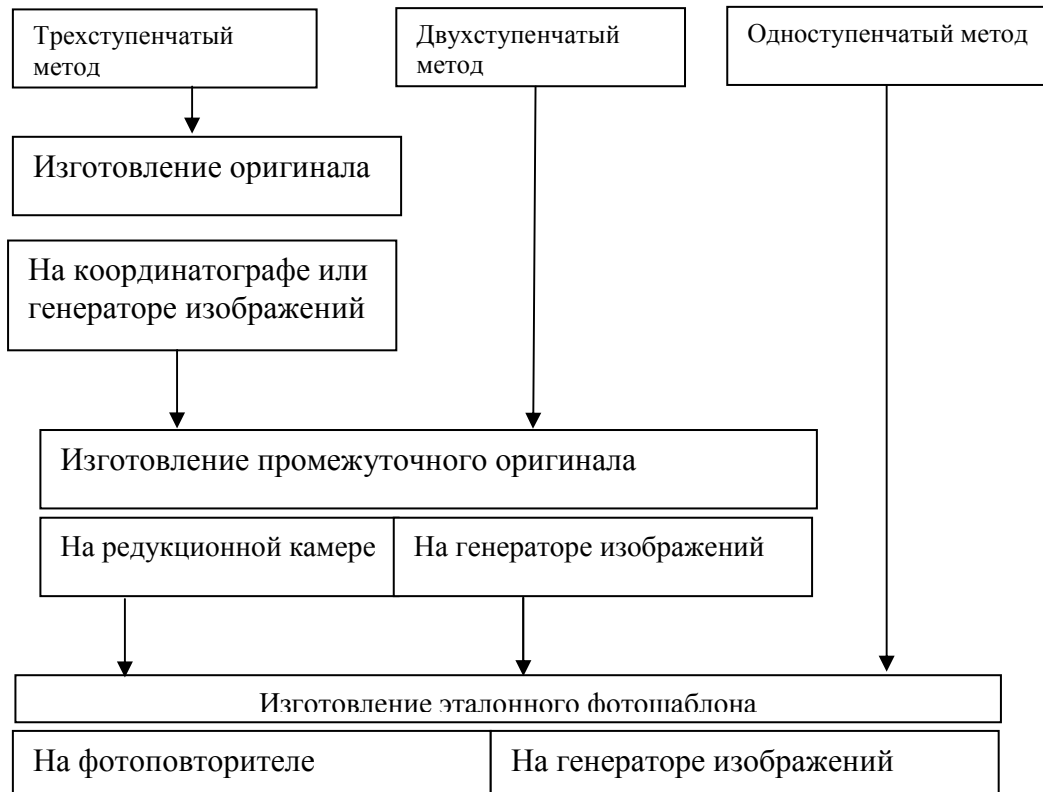 Трехступенчатый
метод
Двухступенчатый
метод
Одноступенчатый метод
Изготовление оригинала
На координатографе или
генераторе изображений
Изготовление промежуточного оригинала
На редукционной камере
На генераторе изображений
Изготовление эталонного фотошаблона
На фотоповторителе
На генераторе изображений